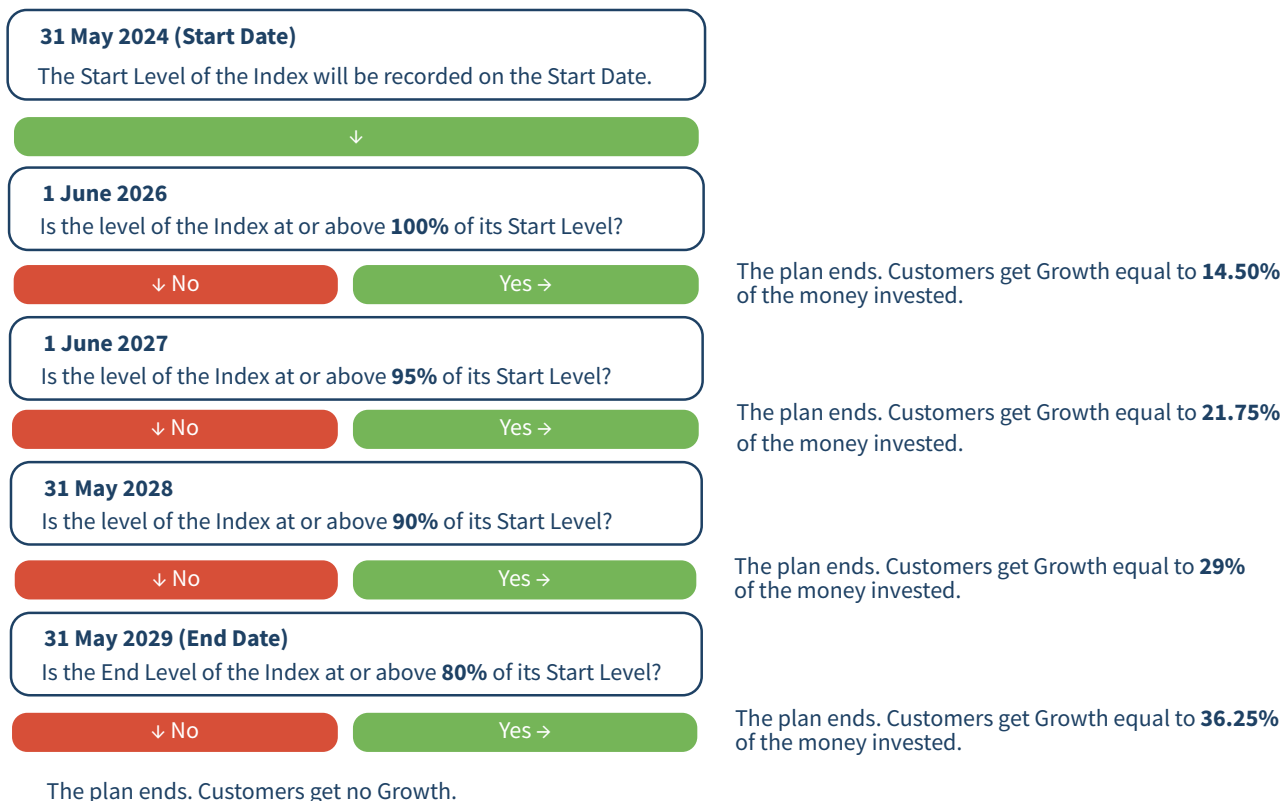 31 May 2024 (Start Date)
The Start Level of the Index will be recorded on the Start Date.
↓
1 June 2026
Is the level of the Index at or above 100% of its Start Level?
↓ No
Yes →
The plan ends. Customers get Growth equal to 14.50%
of the money invested.
1 June 2027
Is the level of the Index at or above 95% of its Start Level?
↓ No
Yes →
The plan ends. Customers get Growth equal to 21.75%
of the money invested.
31 May 2028
Is the level of the Index at or above 90% of its Start Level?
↓ No
Yes →
The plan ends. Customers get Growth equal to 29%
of the money invested.
31 May 2029 (End Date)
Is the End Level of the Index at or above 80% of its Start Level?
↓ No
Yes →
The plan ends. Customers get Growth equal to 36.25%
of the money invested.
The plan ends. Customers get no Growth.